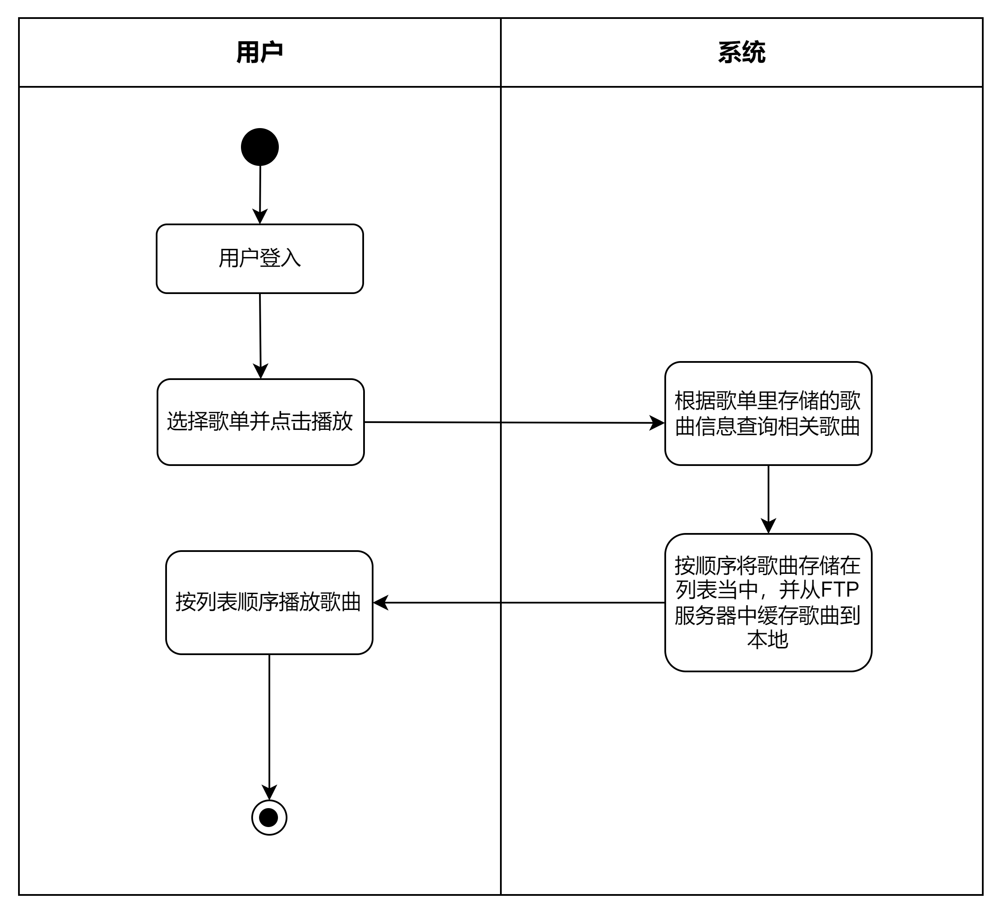 用户
系统
用户登入
选择歌单并点击播放
根据歌单里存储的歌
曲信息查询相关歌曲
按顺序将歌曲存储在
列表当中，并从FTP
服务器中缓存歌曲到
本地
按列表顺序播放歌曲